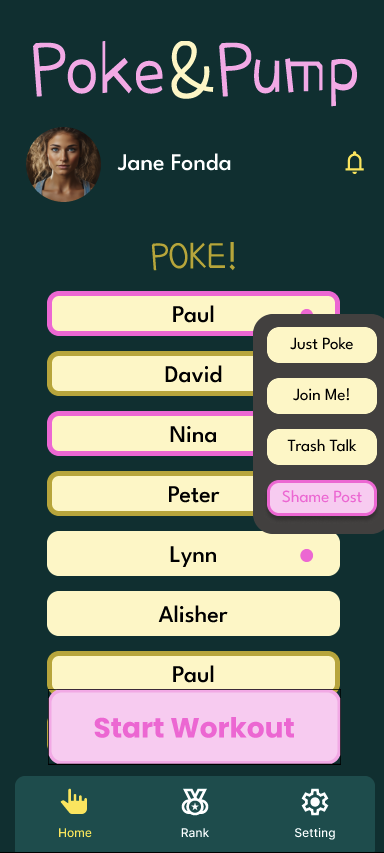 Poke&Pump
Jane Fonda
POKE!
Paul
David
Nina
Peter
Lynn
Alisher
Paul
Just Poke
Join Me!
Trash Talk
Shame Post
Start Workout
Home
Rank
Setting